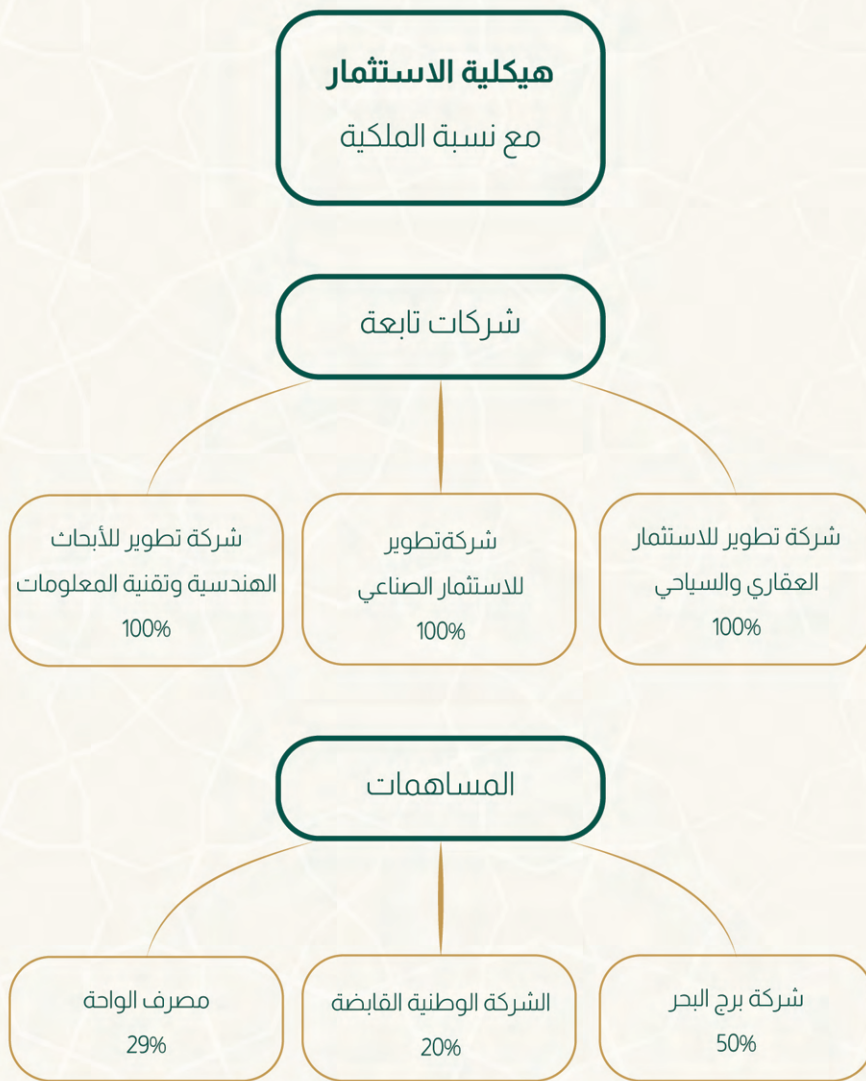 هيكلية الاستثمار
مع نسبة الملكية
شركات تابعة
شركة تطوير للاستثمار
العقاري والسياحي
100%
شركةتطوير
للاستثمار الصناعي
100%
شركة تطوير للأبحاث
الهندسية وتقنية المعلومات
100%
المساهمات
شركة برج البحر
50%
الشركة الوطنية القابضة
20%
مصرف الواحة
29%